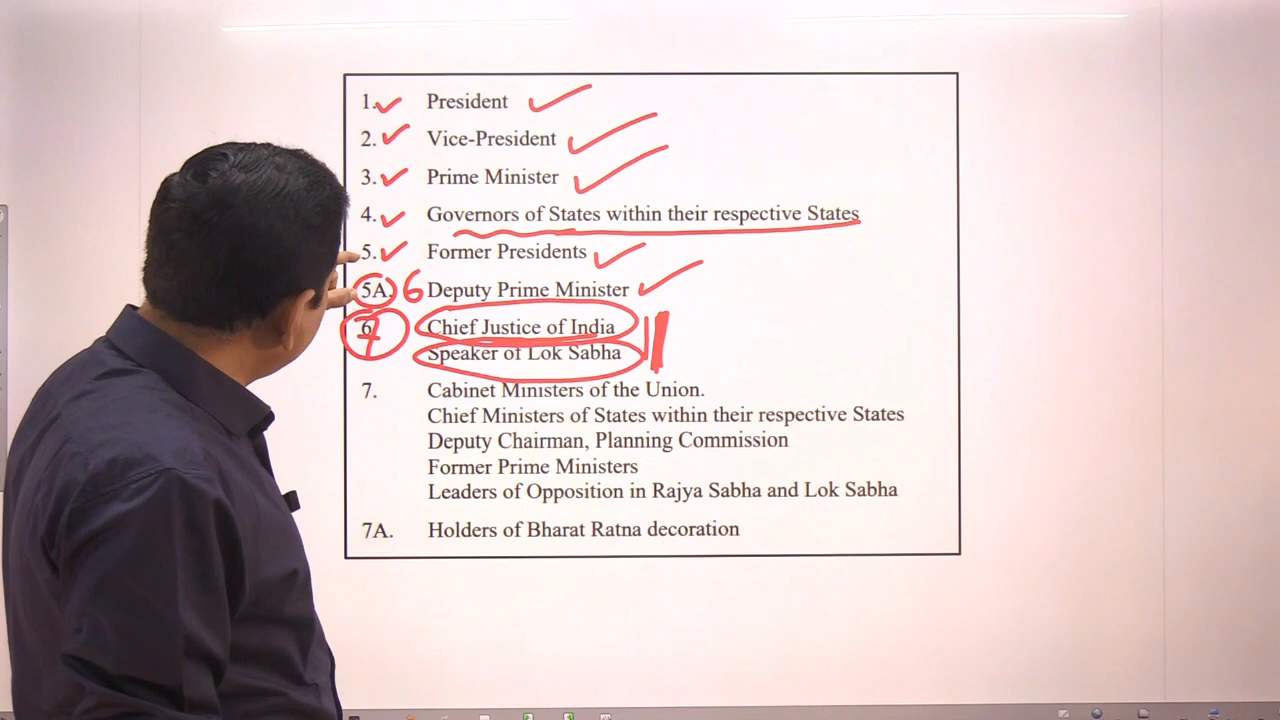 1. President
2. Vice-President
3. Prime Minister
4. Governors of States within their respective States
5. Former Presidents
5A. 6 Deputy Prime Minister
6. 7 Chief Justice of India
Speaker of Lok Sabha
7. Cabinet Ministers of the Union.
Chief Ministers of States within their respective States
Deputy Chairman, Planning Commission
Former Prime Ministers
Leaders of Opposition in Rajya Sabha and Lok Sabha
7A. Holders of Bharat Ratna decoration